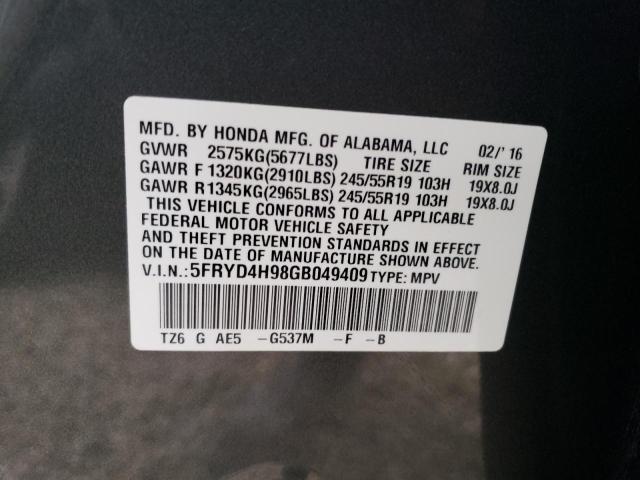 MFD. BY HONDA MFG. OF ALABAMA, LLC 02/' 16
GVWR 2575KG(5677LBS) TIRE SIZE RIM SIZE
GAWR F 1320KG(2910LBS) 245/55R19 103H 19X8.0J
GAWR R 1345KG(2965LBS) 245/55R19 103H 19X8.0J
THIS VEHICLE CONFORMS TO ALL APPLICABLE
FEDERAL MOTOR VEHICLE SAFETY
AND THEFT PREVENTION STANDARDS IN EFFECT
ON THE DATE OF MANUFACTURE SHOWN ABOVE.
V.I.N.: 5FRYD4H98GB049409 TYPE: MPV
TZ6 G AE5 -G537M -F -B